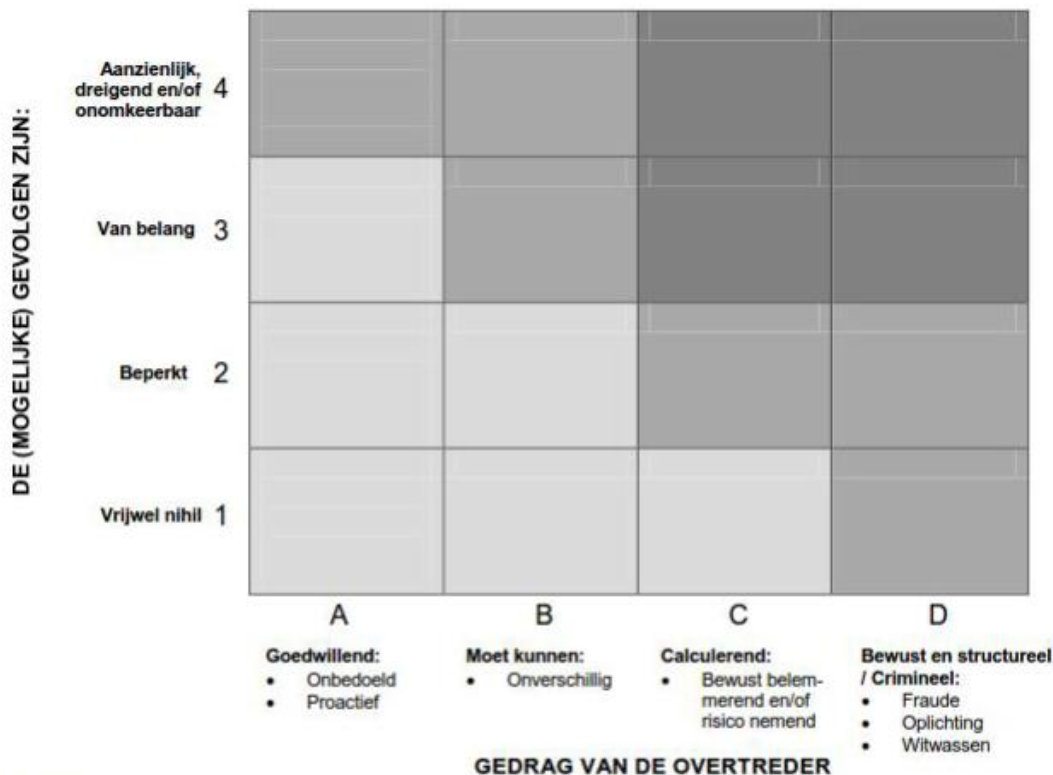 DE (MOGELIJKE) GEVOLGEN ZIJN:
Aanzienlijk,
dreigend en/of
onomkeerbaar
4
Van belang 3
Beperkt 2
Vrijwel nihil 1
A
B
C
D
Goedwillend:
• Onbedoeld
• Proactief
Moet kunnen:
• Onverschillig
Calculerend:
• Bewust belem-
merend en/of
risico nemend
Bewust en structureel
/ Crimineel:
• Fraude
• Oplichting
• Witwassen
GEDRAG VAN DE OVERTREDER